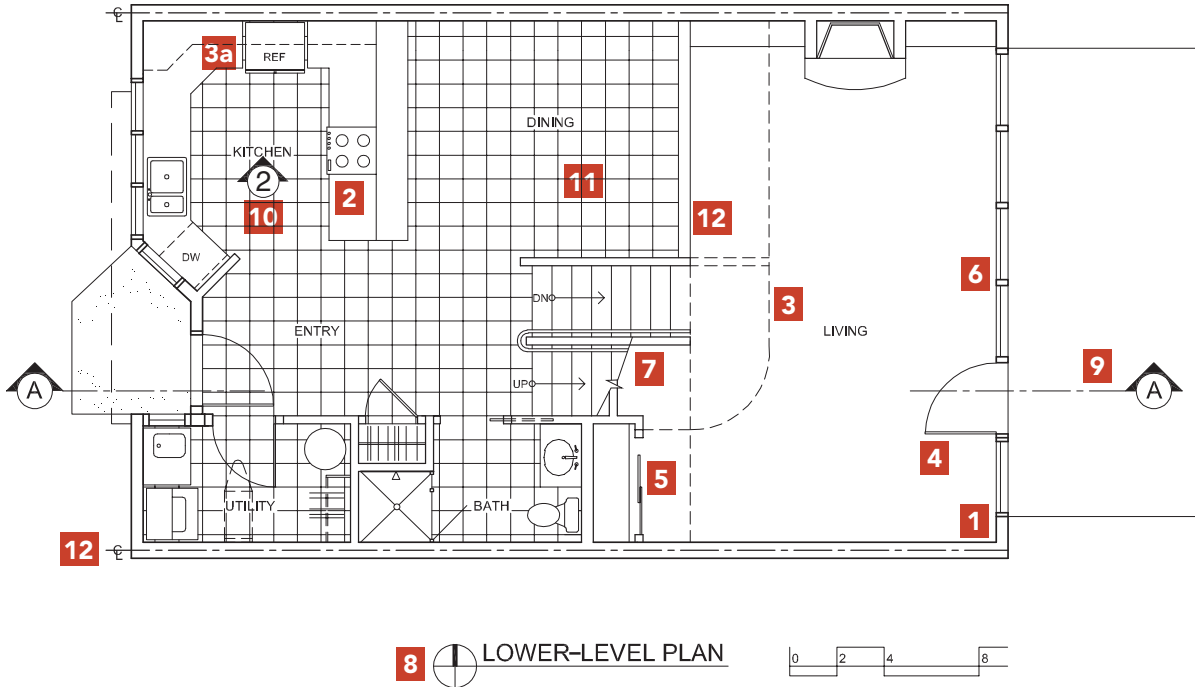 ℄
3a
REF
DINING
KITCHEN
2
2
11
10
12
DW
6
DN
3
ENTRY
LIVING
UP
7
9
A
A
4
5
UTILITY
BATH
1
12
℄
8
LOWER-LEVEL PLAN
0 2 4 8